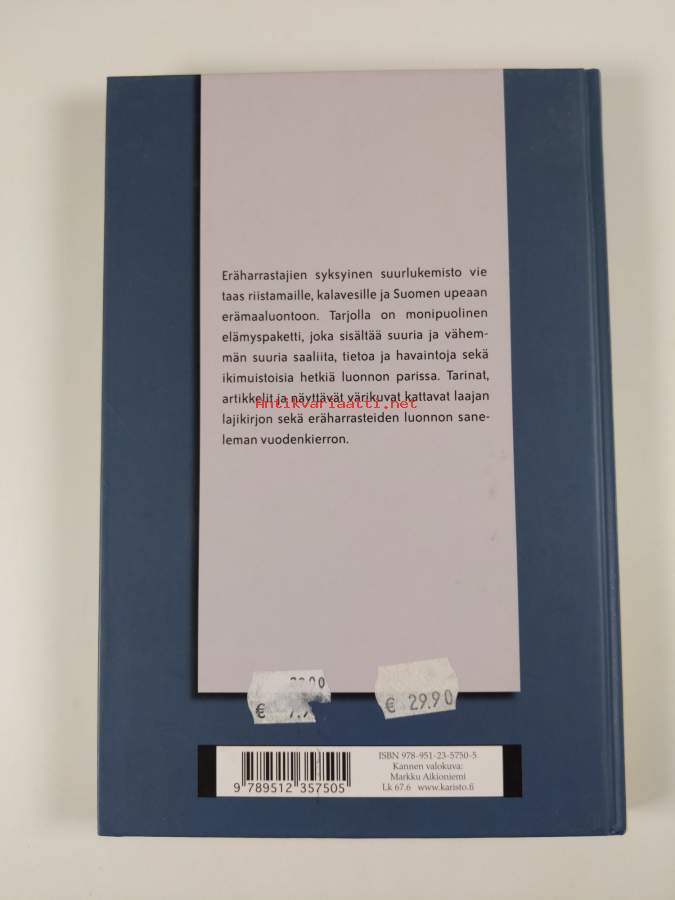 Eräharrastajien syksyinen suurlukemisto vie
taas riistamaille, kalavesille ja Suomen upeaan
erämaaluontoon. Tarjolla on monipuolinen
elämyspaketti, joka sisältää suuria ja vähem-
män suuria saaliita, tietoa ja havaintoja sekä
ikimuistoisia hetkiä luonnon parissa. Tarinat,
artikkelit ja näyttävät värikuvat kattavat laajan
Antikvariaatti.net
lajikirjon sekä eräharrasteiden luonnon sane-
leman vuodenkierron.
€ 29.90
ISBN 978-951-23-5750-5
Kannen valokuva:
Markku Aikioniemi
Lk 67.6 www.karisto.fi
9 789512 357505